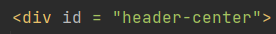 <div id = "header-center">